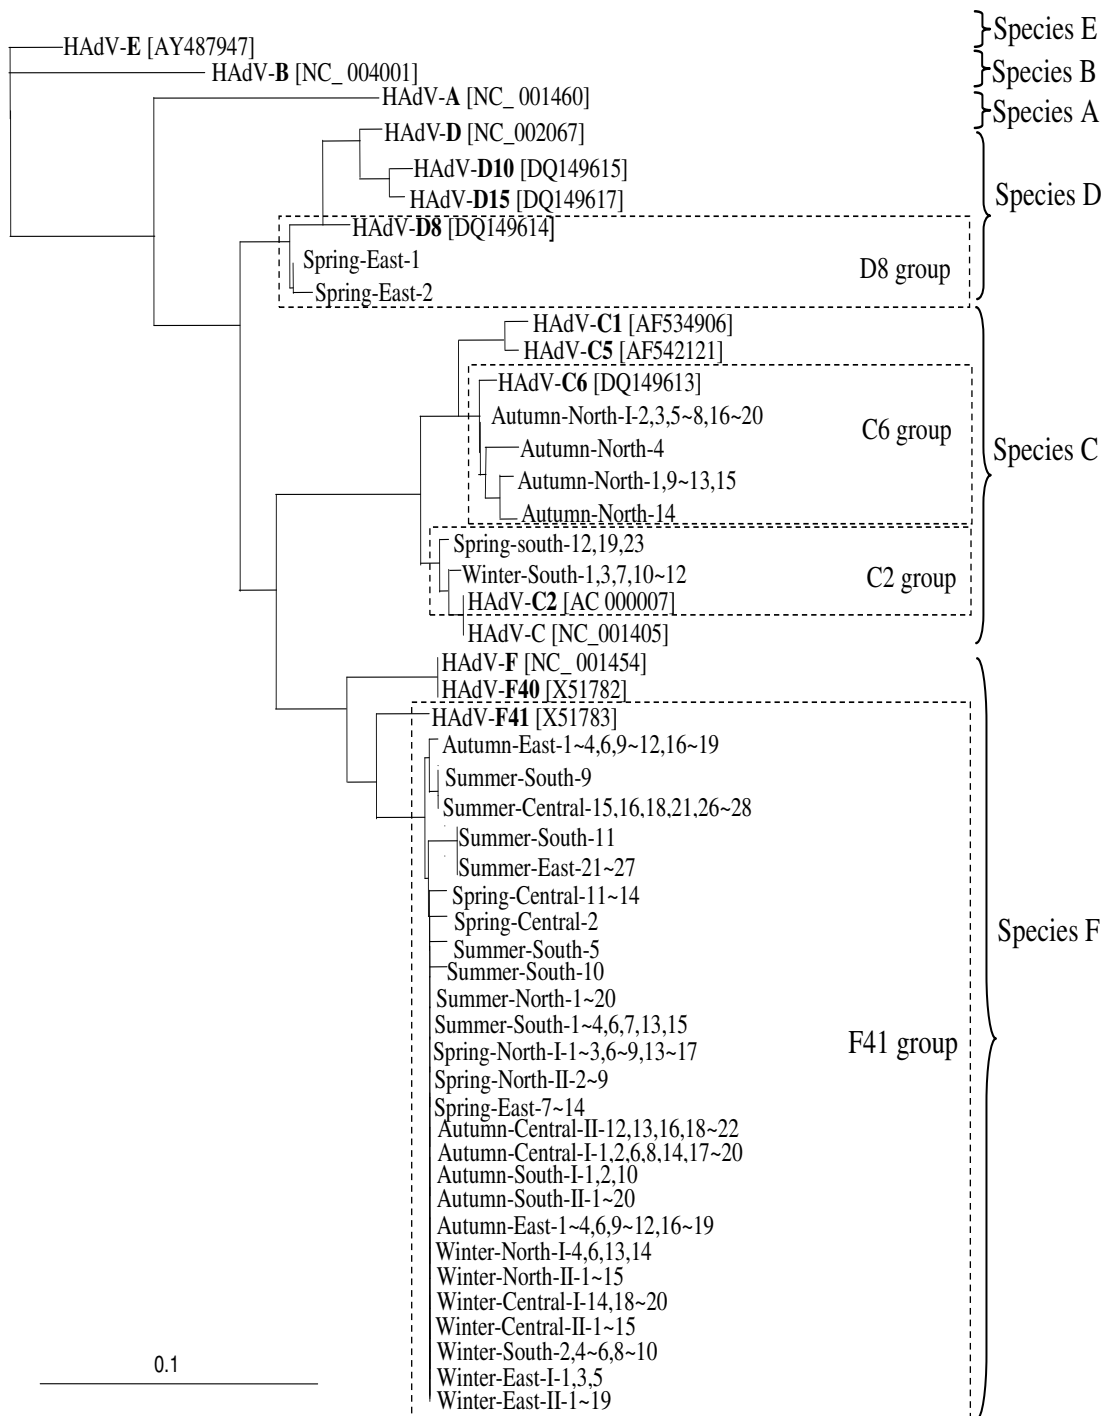 Species E
HAdV-E [AY487947]
HAdV-B [NC_ 004001]
Species B
HAdV-A [NC_ 001460]
Species A
HAdV-D [NC_002067]
HAdV-D10 [DQ149615]
HAdV-D15 [DQ149617]
Species D
HAdV-D8 [DQ149614]
Spring-East-1
D8 group
Spring-East-2
HAdV-C1 [AF534906]
HAdV-C5 [AF542121]
HAdV-C6 [DQ149613]
Autumn-North-I-2,3,5~8,16~20
C6 group
Autumn-North-4
Species C
Autumn-North-1,9~13,15
Autumn-North-14
Spring-south-12,19,23
Winter-South-1,3,7,10~12
C2 group
HAdV-C2 [AC 000007]
HAdV-C [NC_001405]
HAdV-F [NC_ 001454]
HAdV-F40 [X51782]
HAdV-F41 [X51783]
Autumn-East-1~4,6,9~12,16~19
Summer-South-9
Summer-Central-15,16,18,21,26~28
Summer-South-11
Summer-East-21~27
Spring-Central-11~14
Spring-Central-2
Species F
Summer-South-5
Summer-South-10
Summer-North-1~20
Summer-South-1~4,6,7,13,15
F41 group
Spring-North-I-1~3,6~9,13~17
Spring-North-II-2~9
Spring-East-7~14
Autumn-Central-II-12,13,16,18~22
Autumn-Central-I-1,2,6,8,14,17~20
Autumn-South-I-1,2,10
Autumn-South-II-1~20
Autumn-East-1~4,6,9~12,16~19
Winter-North-I-4,6,13,14
Winter-North-II-1~15
Winter-Central-I-14,18~20
Winter-Central-II-1~15
Winter-South-2,4~6,8~10
0.1
Winter-East-I-1,3,5
Winter-East-II-1~19